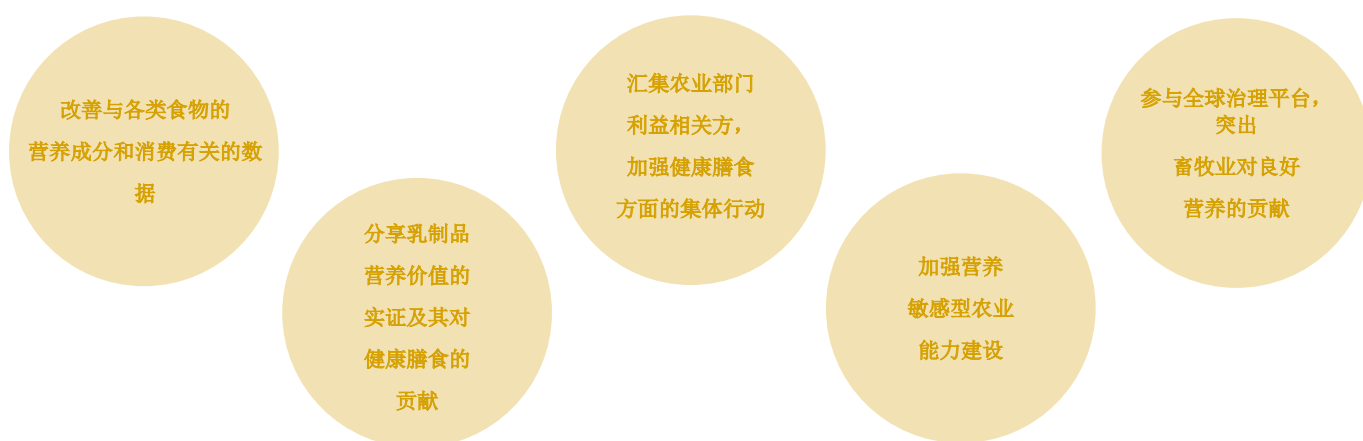 改善与各类食物的
营养成分和消费有关的数
据
分享乳制品
营养价值的
实证及其对
健康膳食的
贡献
汇集农业部门
利益相关方，
加强健康膳食
方面的集体行动
加强营养
敏感型农业
能力建设
参与全球治理平台，
突出
畜牧业对良好
营养的贡献